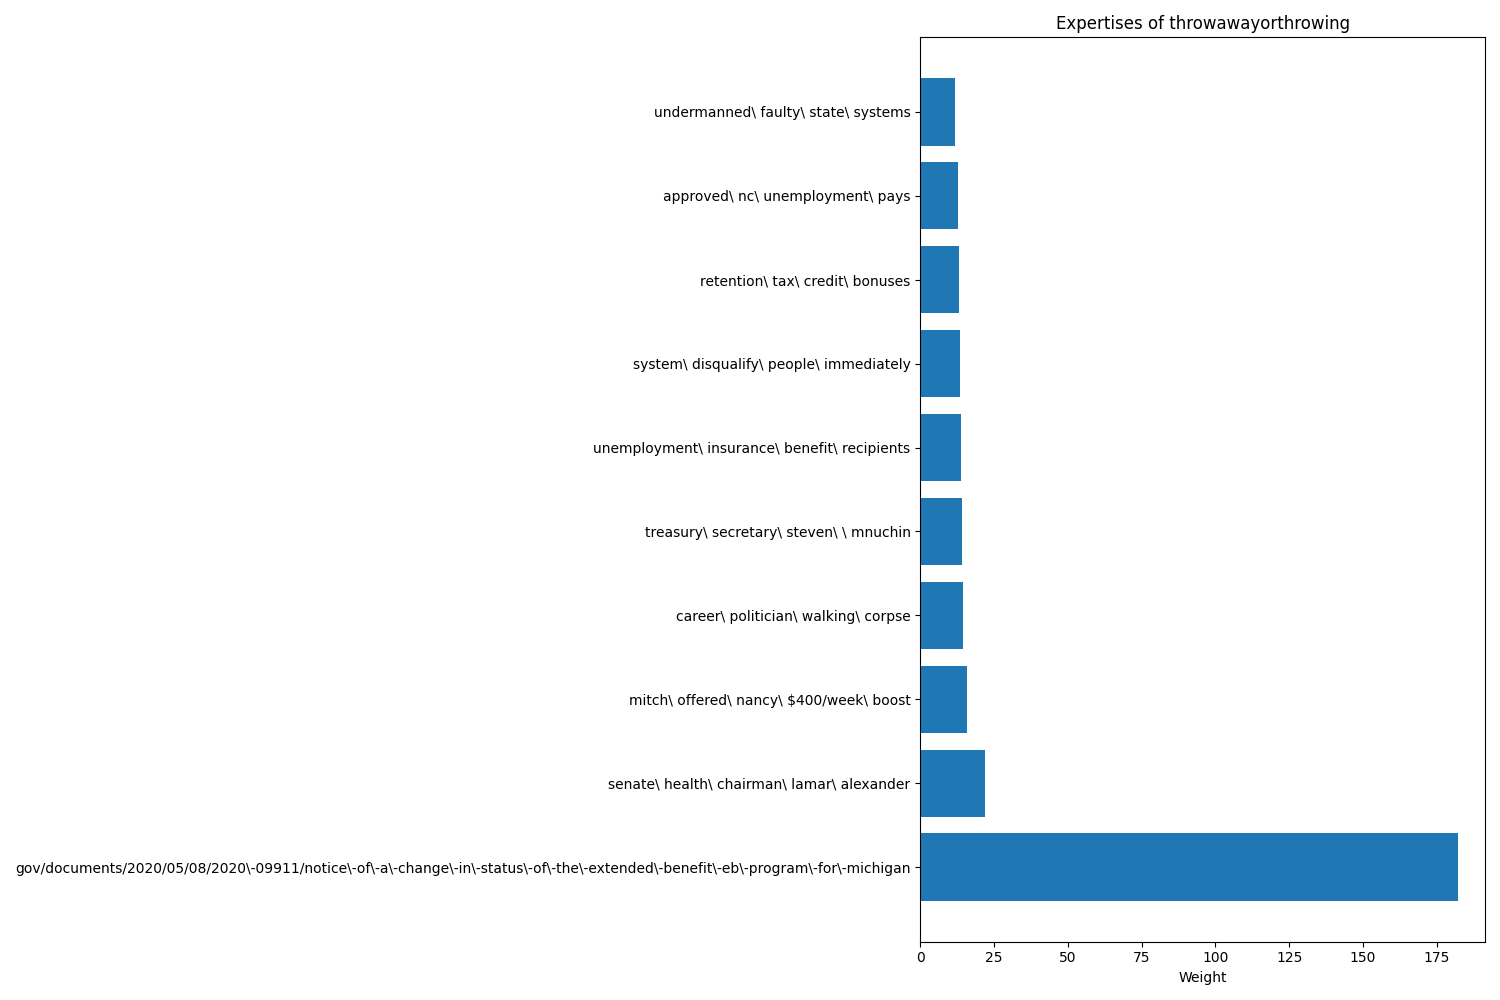 Expertises of throwawayorthrowing
undermanned\ faulty\ state\ systems
approved\ nc\ unemployment\ pays
retention\ tax\ credit\ bonuses
system\ disqualify\ people\ immediately
unemployment\ insurance\ benefit\ recipients
treasury\ secretary\ steven\ \ mnuchin
career\ politician\ walking\ corpse
mitch\ offered\ nancy\ $400/week\ boost
senate\ health\ chairman\ lamar\ alexander
gov/documents/2020/05/08/2020\-09911/notice\-of\-a\-change\-in\-status\-of\-the\-extended\-benefit\-eb\-program\-for\-michigan
0 25 50 75 100 125 150 175
Weight